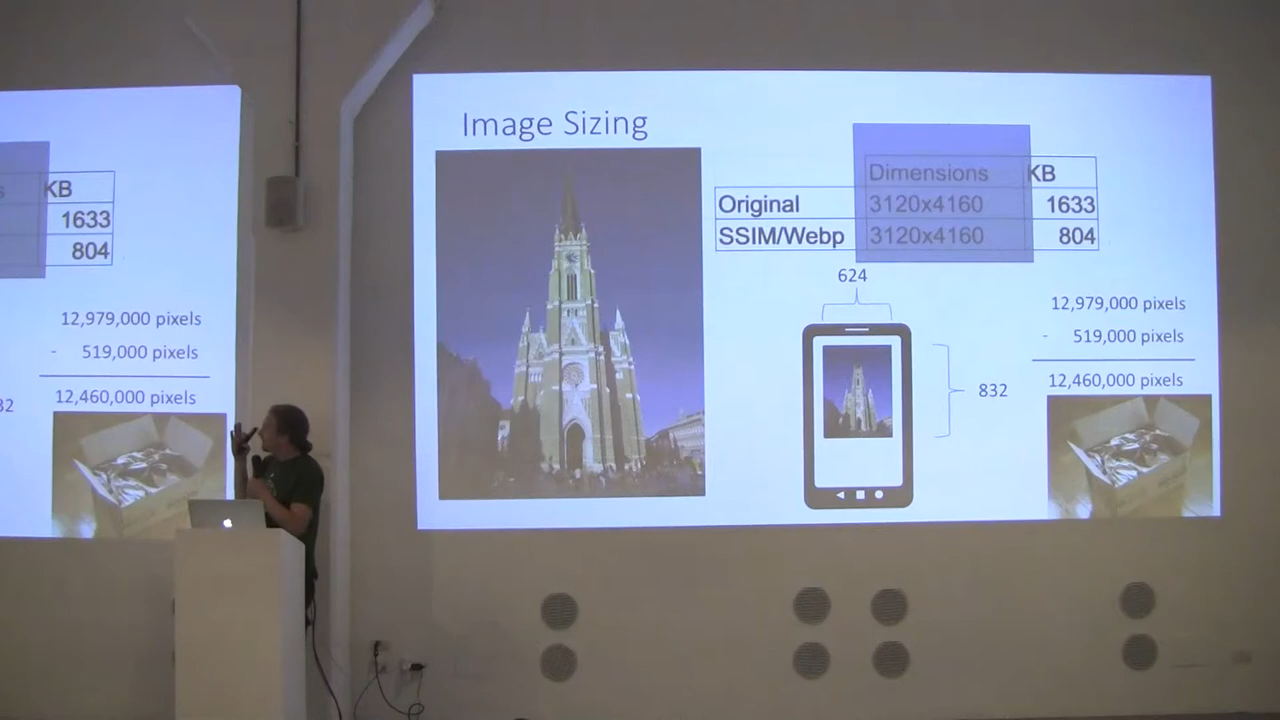 KB
1633
804
12,979,000 pixels
- 519,000 pixels
12,460,000 pixels
32
Image Sizing
Dimensions KB
Original 3120x4160 1633
SSIM/Webp 3120x4160 804
624
832
12,979,000 pixels
- 519,000 pixels
12,460,000 pixels